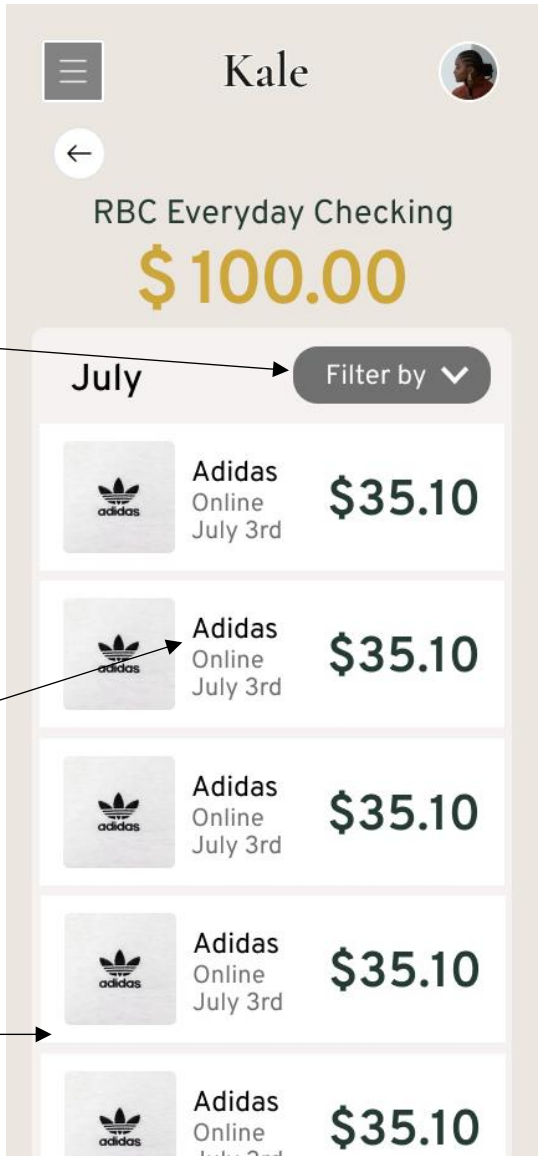 Kale
RBC Everyday Checking
$100.00
July
Filter by
adidas
Adidas
Online
July 3rd
$35.10
adidas
Adidas
Online
July 3rd
$35.10
adidas
Adidas
Online
July 3rd
$35.10
adidas
Adidas
Online
July 3rd
$35.10
adidas
Adidas
Online
July 3rd
$35.10